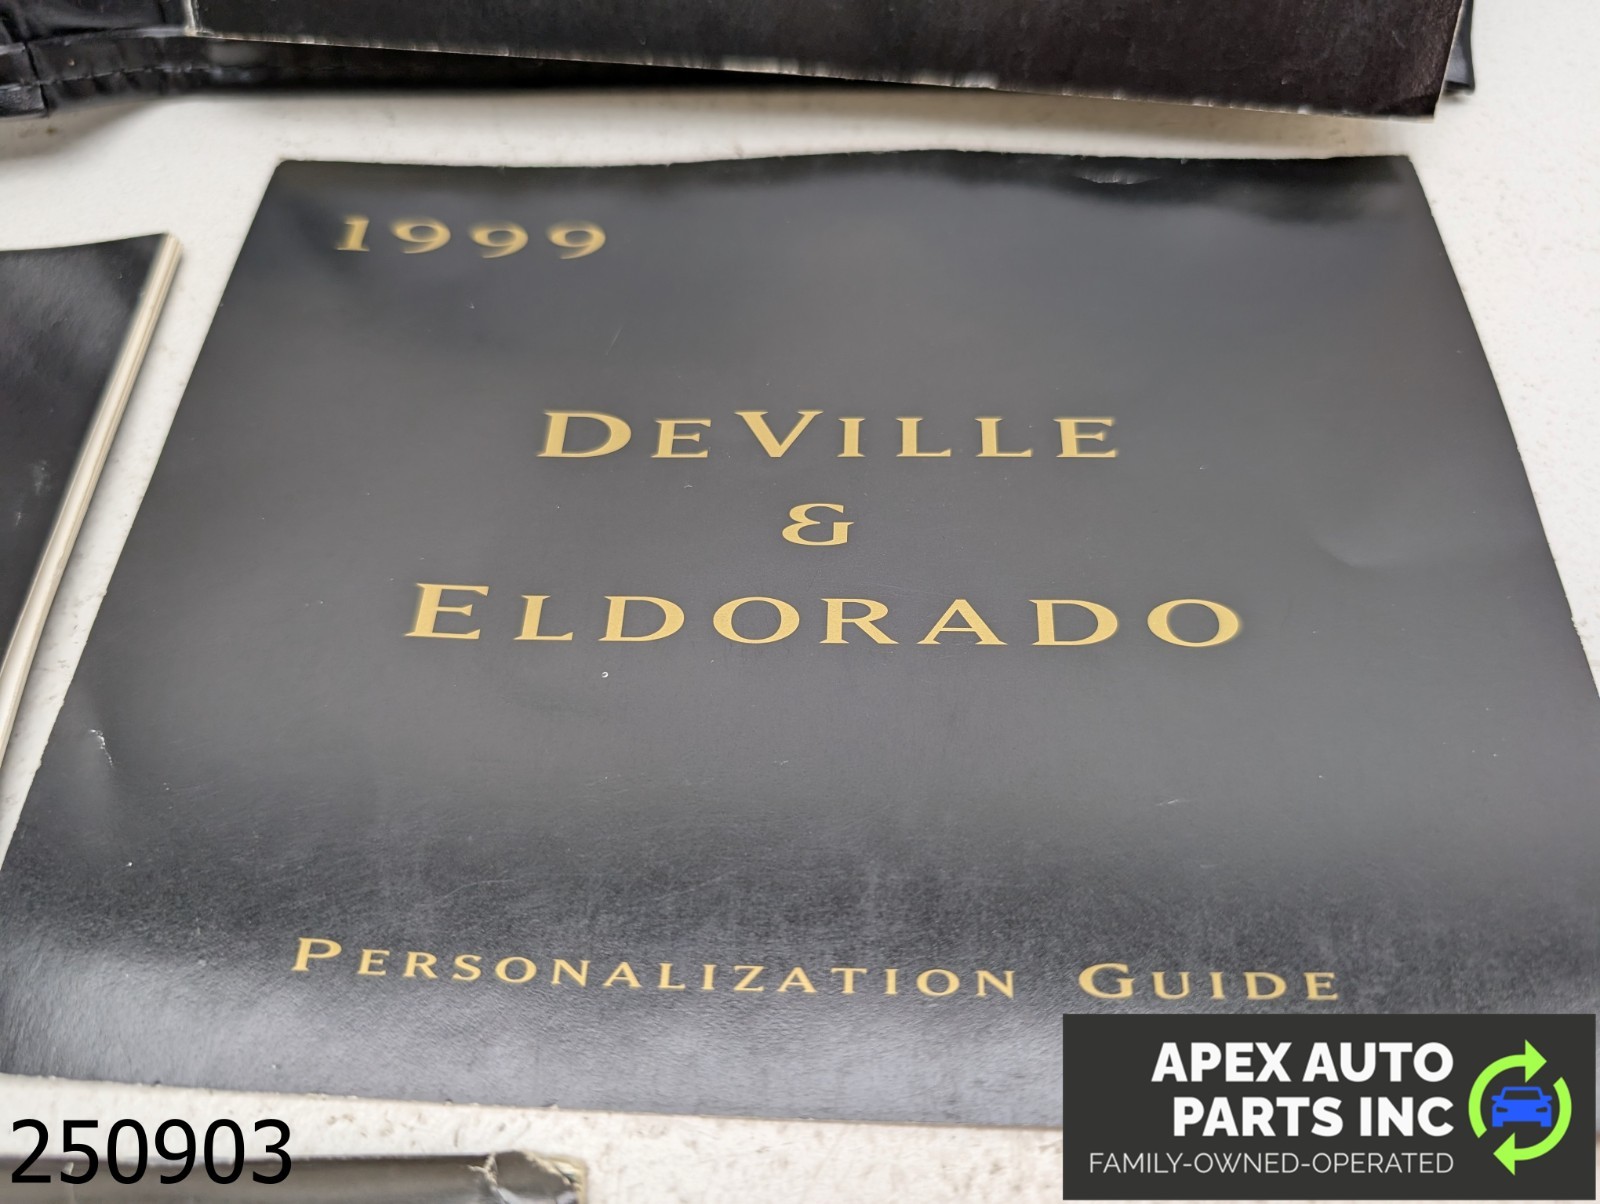 1999
DEVILLE
&
ELDORADO
PERSONALIZATION GUIDE
APEX AUTO
PARTS INC
FAMILY-OWNED-OPERATED
250903